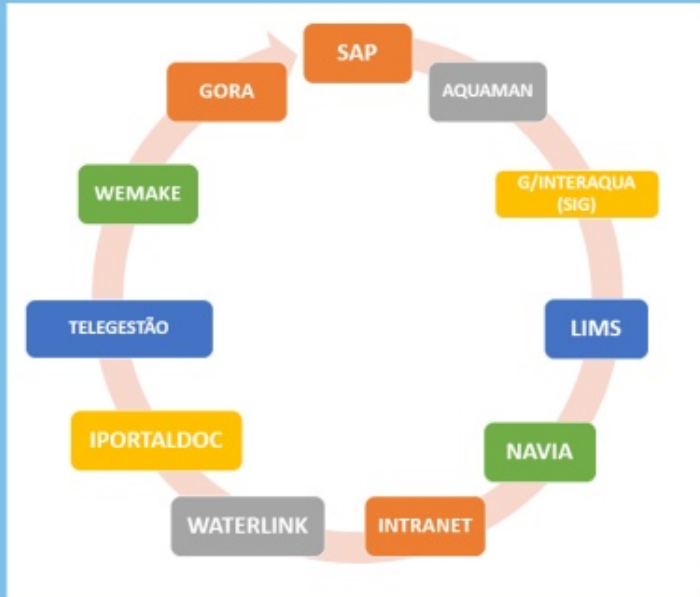 SAP
AQUAMAN
G/INTERAQUA
(SIG)
LIMS
NAVIA
INTRANET
WATERLINK
IPORTALDOC
TELEGESTÃO
WEMAKE
GORA